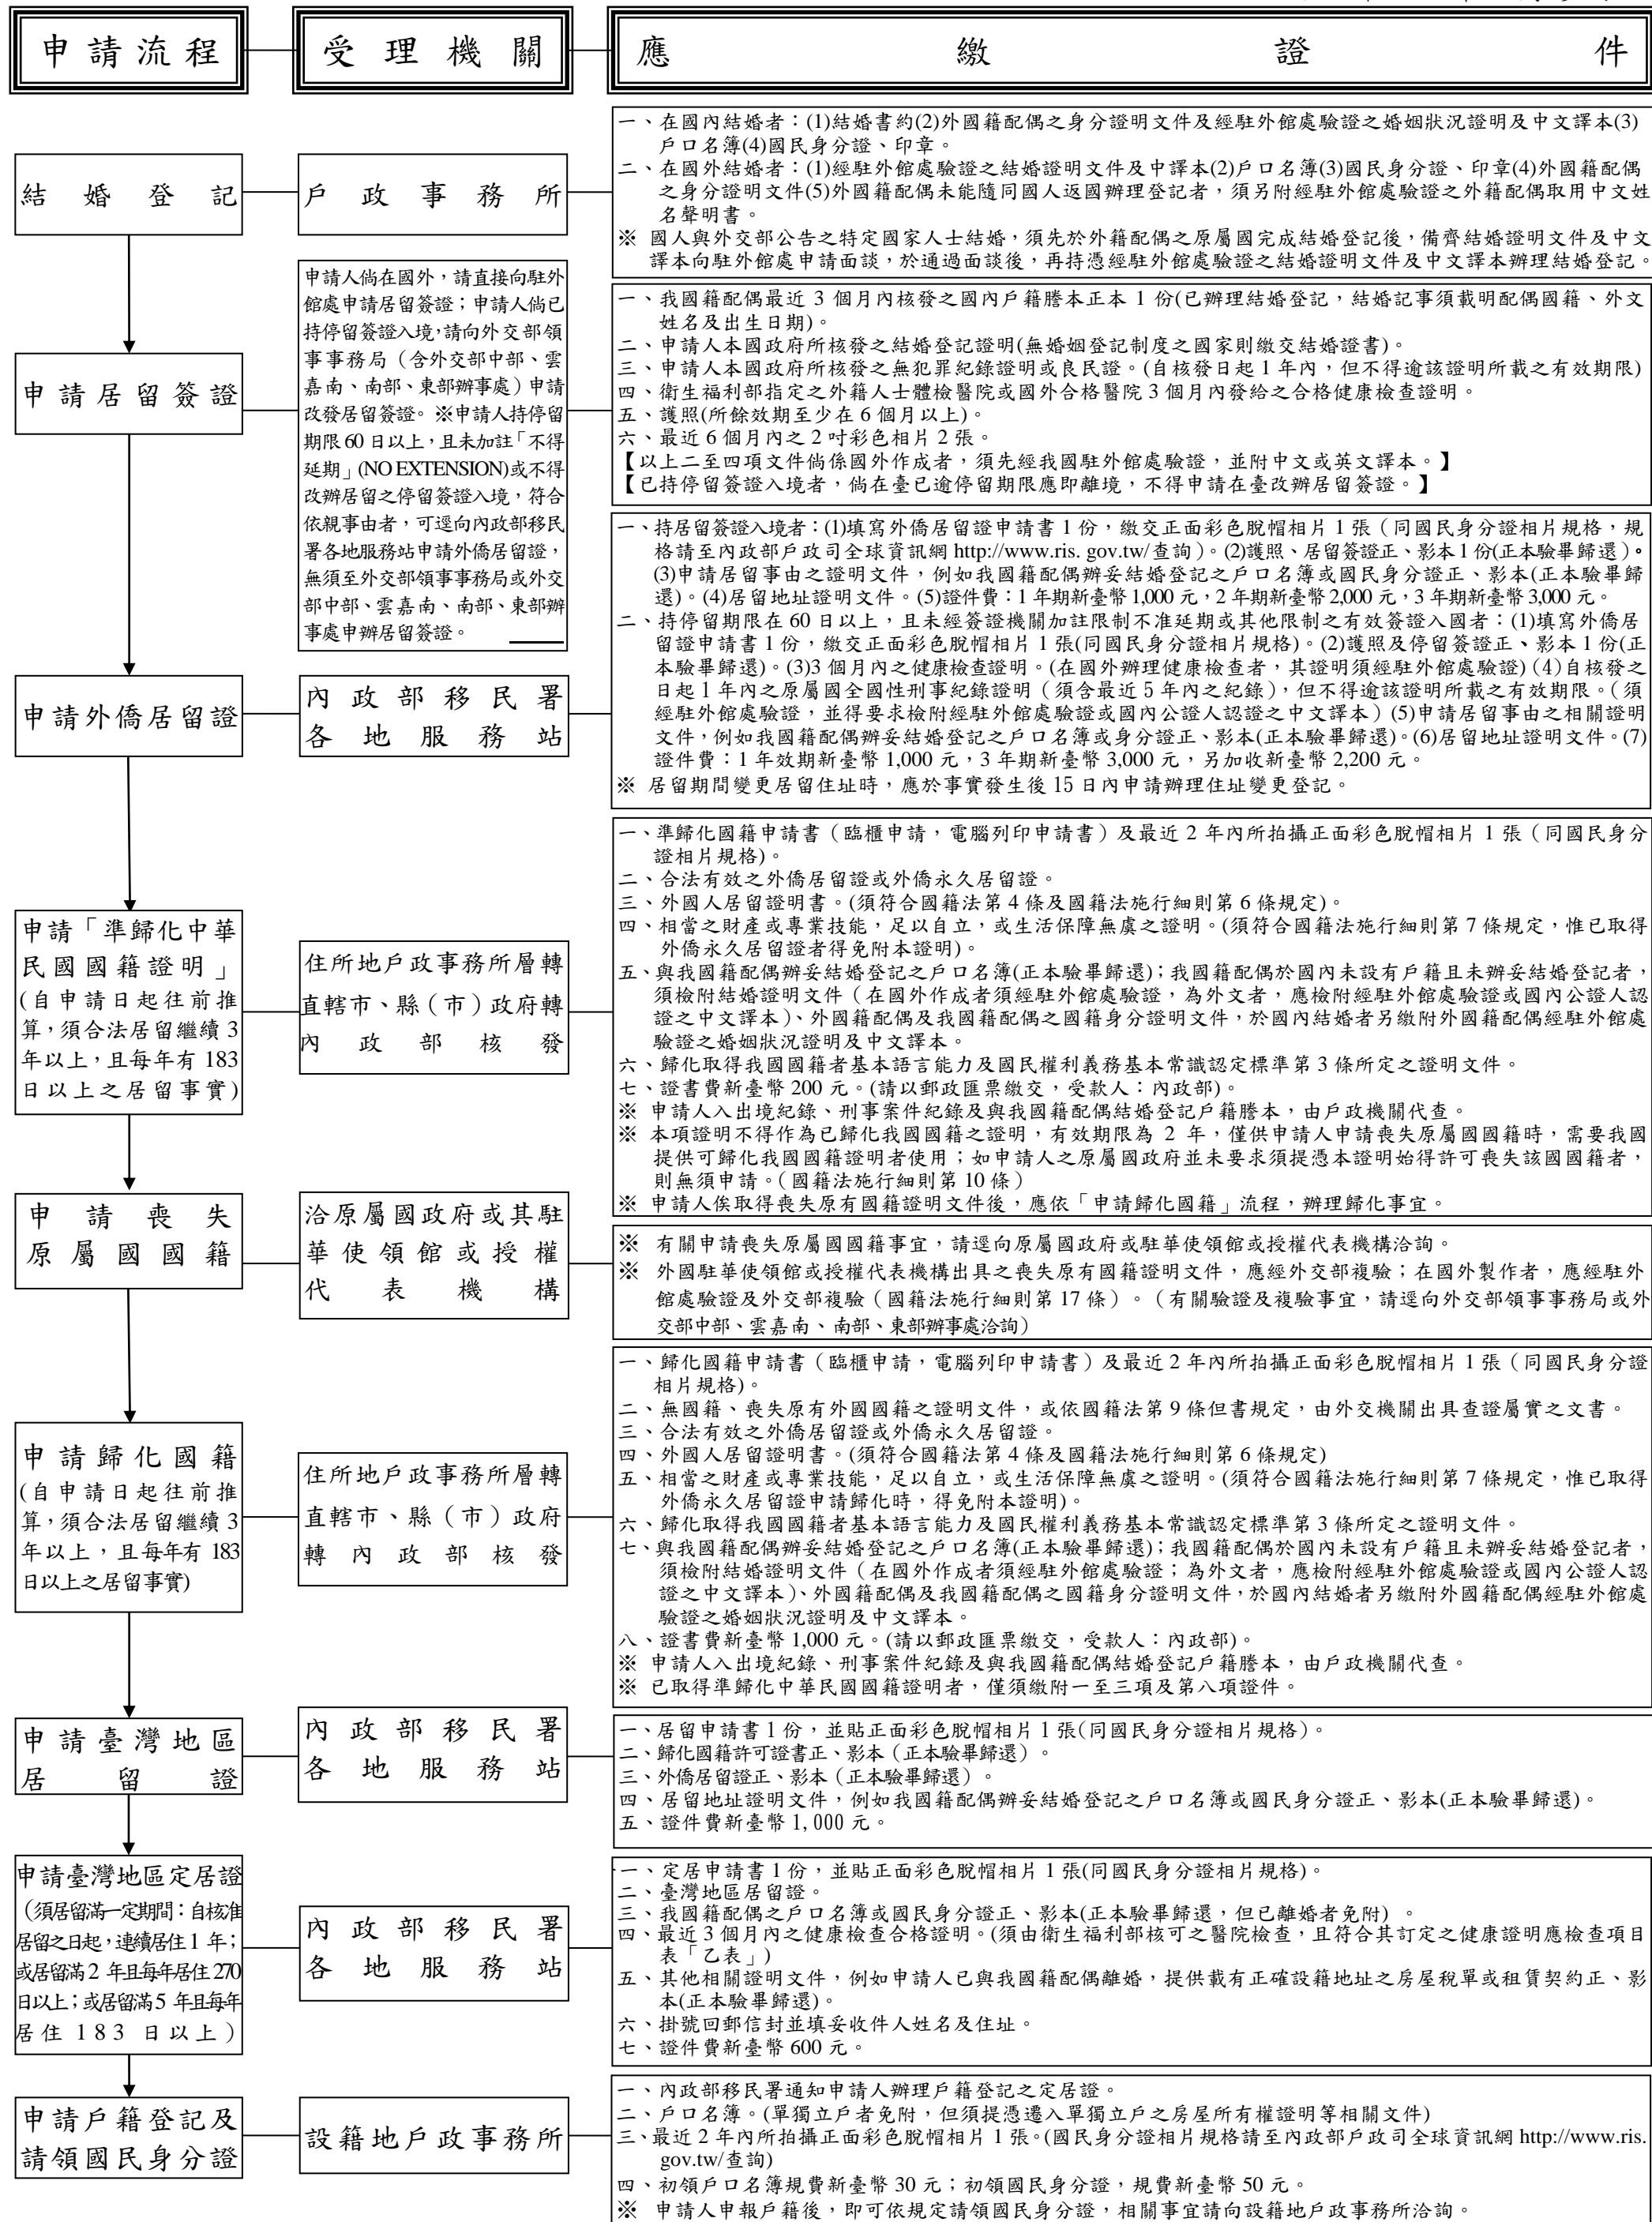 申請流程
受理機關
應繳證件
結婚登記
戶政事務所
一、在國內結婚者：(1)結婚書約(2)外國籍配偶之身分證明文件及經駐外館處驗證之婚姻狀況證明及中文譯本(3)
戶口名簿(4)國民身分證、印章。
二、在國外結婚者：(1)經駐外館處驗證之結婚證明文件及中譯本(2)戶口名簿(3)國民身分證、印章(4)外國籍配偶
之身分證明文件(5)外國籍配偶未能隨同國人返國辦理登記者，須另附經駐外館處驗證之外籍配偶取用中文姓
名聲明書。
※ 國人與外交部公告之特定國家人士結婚，須先於外籍配偶之原屬國完成結婚登記後，備齊結婚證明文件及中文
譯本向駐外館處申請面談，於通過面談後，再持憑經駐外館處驗證之結婚證明文件及中文譯本辦理結婚登記。
申請居留簽證
申請人倘在國外，請直接向駐外
館處申請居留簽證；申請人倘已
持停留簽證入境，請向外交部領
事事務局（含外交部中部、雲
嘉南、南部、東部辦事處）申請
改發居留簽證。※申請人持停留
期限60日以上，且未加註「不得
延期」(NO EXTENSION)或不得
改辦居留之停留簽證入境，符合
依親事由者，可逕向內政部移民
署各地服務站申請外僑居留證，
無須至外交部領事事務局或外交
部中部、雲嘉南、南部、東部辦
事處申辦居留簽證。
一、我國籍配偶最近 3 個月內核發之國內戶籍謄本正本 1 份(已辦理結婚登記，結婚記事須載明配偶國籍、外文
姓名及出生日期)。
二、申請人本國政府所核發之結婚登記證明(無婚姻登記制度之國家則繳交結婚證書)。
三、申請人本國政府所核發之無犯罪紀錄證明或良民證。(自核發日起 1 年內，但不得逾該證明所載之有效期限)
四、衛生福利部指定之外籍人士體檢醫院或國外合格醫院 3 個月內發給之合格健康檢查證明。
五、護照(所餘效期至少在 6 個月以上)。
六、最近 6 個月內之 2 吋彩色相片 2 張。
【以上二至四項文件倘係國外作成者，須先經我國駐外館處驗證，並附中文或英文譯本。】
【已持停留簽證入境者，倘在臺已逾停留期限應即離境，不得申請在臺改辦居留簽證。】
申請外僑居留證
內政部移民署
各地服務站
一、持居留簽證入境者：(1)填寫外僑居留證申請書 1 份，繳交正面彩色脫帽相片 1 張（同國民身分證相片規格，規
格請至內政部戶政司全球資訊網 http://www.ris. gov.tw/查詢）。(2)護照、居留簽證正、影本 1 份(正本驗畢歸還)。
(3)申請居留事由之證明文件，例如我國籍配偶辦妥結婚登記之戶口名簿或國民身分證正、影本(正本驗畢歸
還)。(4)居留地址證明文件。(5)證件費：1 年期新臺幣 1,000 元，2 年期新臺幣 2,000 元，3 年期新臺幣 3,000 元。
二、持停留期限在 60 日以上，且未經簽證機關加註限制不准延期或其他限制之有效簽證入國者：(1)填寫外僑居
留證申請書 1 份，繳交正面彩色脫帽相片 1 張(同國民身分證相片規格)。(2)護照及停留簽證正、影本 1 份(正
本驗畢歸還)。(3)3 個月內之健康檢查證明。(在國外辦理健康檢查者，其證明須經駐外館處驗證)(4)自核發之
日起 1 年內之原屬國全國性刑事紀錄證明（須含最近 5 年內之紀錄），但不得逾該證明所載之有效期限。(須
經駐外館處驗證，並得要求檢附經駐外館處驗證或國內公證人認證之中文譯本）(5)申請居留事由之相關證明
文件，例如我國籍配偶辦妥結婚登記之戶口名簿或身分證正、影本(正本驗畢歸還)。(6)居留地址證明文件。(7)
證件費：1 年效期新臺幣 1,000 元，3 年期新臺幣 3,000 元，另加收新臺幣 2,200 元。
※ 居留期間變更居留住址時，應於事實發生後 15 日內申請辦理住址變更登記。
申請「準歸化中華
民國國籍證明」
(自申請日起往前推
算，須合法居留繼續 3
年以上，且每年有 183
日以上之居留事實)
住所地戶政事務所層轉
直轄市、縣（市）政府轉
內政部核發
一、準歸化國籍申請書（臨櫃申請，電腦列印申請書）及最近 2 年內所拍攝正面彩色脫帽相片 1 張（同國民身分
證相片規格)。
二、合法有效之外僑居留證或外僑永久居留證。
三、外國人居留證明書。(須符合國籍法第 4 條及國籍法施行細則第 6 條規定)。
四、相當之財產或專業技能，足以自立，或生活保障無虞之證明。(須符合國籍法施行細則第 7 條規定，惟已取得
外僑永久居留證者得免附本證明)。
五、與我國籍配偶辦妥結婚登記之戶口名簿(正本驗畢歸還)；我國籍配偶於國內未設有戶籍且未辦妥結婚登記者，
須檢附結婚證明文件（在國外作成者須經駐外館處驗證，為外文者，應檢附經駐外館處驗證或國內公證人認
證之中文譯本)、外國籍配偶及我國籍配偶之國籍身分證明文件，於國內結婚者另繳附外國籍配偶經駐外館處
驗證之婚姻狀況證明及中文譯本。
六、歸化取得我國國籍者基本語言能力及國民權利義務基本常識認定標準第 3 條所定之證明文件。
七、證書費新臺幣 200 元。(請以郵政匯票繳交，受款人：內政部)。
※ 申請人入出境紀錄、刑事案件紀錄及與我國籍配偶結婚登記戶籍謄本，由戶政機關代查。
※ 本項證明不得作為已歸化我國國籍之證明，有效期限為 2 年，僅供申請人申請喪失原屬國國籍時，需要我國
提供可歸化我國國籍證明者使用；如申請人之原屬國政府並未要求須提憑本證明始得許可喪失該國國籍者，
則無須申請。(國籍法施行細則第 10 條）
※ 申請人俟取得喪失原有國籍證明文件後，應依「申請歸化國籍」流程，辦理歸化事宜。
申請喪失
原屬國國籍
洽原屬國政府或其駐
華使領館或授權
代表機構
※ 有關申請喪失原屬國國籍事宜，請逕向原屬國政府或駐華使領館或授權代表機構洽詢。
※ 外國駐華使領館或授權代表機構出具之喪失原有國籍證明文件，應經外交部複驗；在國外製作者，應經駐外
館處驗證及外交部複驗（國籍法施行細則第 17 條）。（有關驗證及複驗事宜，請逕向外交部領事事務局或外
交部中部、雲嘉南、南部、東部辦事處洽詢）
申請歸化國籍
(自申請日起往前推
算，須合法居留繼續 3
年以上，且每年有 183
日以上之居留事實)
住所地戶政事務所層轉
直轄市、縣（市）政府
轉內政部核發
一、歸化國籍申請書（臨櫃申請，電腦列印申請書）及最近 2 年內所拍攝正面彩色脫帽相片 1 張（同國民身分證
相片規格)。
二、無國籍、喪失原有外國國籍之證明文件，或依國籍法第 9 條但書規定，由外交機關出具查證屬實之文書。
三、合法有效之外僑居留證或外僑永久居留證。
四、外國人居留證明書。(須符合國籍法第 4 條及國籍法施行細則第 6 條規定)
五、相當之財產或專業技能，足以自立，或生活保障無虞之證明。(須符合國籍法施行細則第 7 條規定，惟已取得
外僑永久居留證申請歸化時，得免附本證明)。
六、歸化取得我國國籍者基本語言能力及國民權利義務基本常識認定標準第 3 條所定之證明文件。
七、與我國籍配偶辦妥結婚登記之戶口名簿(正本驗畢歸還)；我國籍配偶於國內未設有戶籍且未辦妥結婚登記者，
須檢附結婚證明文件（在國外作成者須經駐外館處驗證；為外文者，應檢附經駐外館處驗證或國內公證人認
證之中文譯本)、外國籍配偶及我國籍配偶之國籍身分證明文件，於國內結婚者另繳附外國籍配偶經駐外館處
驗證之婚姻狀況證明及中文譯本。
八、證書費新臺幣 1,000 元。(請以郵政匯票繳交，受款人：內政部)。
※ 申請人入出境紀錄、刑事案件紀錄及與我國籍配偶結婚登記戶籍謄本，由戶政機關代查。
※ 已取得準歸化中華民國國籍證明者，僅須繳附一至三項及第八項證件。
申請臺灣地區
居留證
內政部移民署
各地服務站
一、居留申請書 1 份，並貼正面彩色脫帽相片 1 張(同國民身分證相片規格)。
二、歸化國籍許可證書正、影本（正本驗畢歸還）。
三、外僑居留證正、影本（正本驗畢歸還）。
四、居留地址證明文件，例如我國籍配偶辦妥結婚登記之戶口名簿或國民身分證正、影本(正本驗畢歸還)。
五、證件費新臺幣 1,000 元。
申請臺灣地區定居證
（須居留滿一定期間：自核准
居留之日起，連續居住 1 年；
或居留滿 2 年且每年居住 270
日以上；或居留滿 5 年且每年
居住 183 日以上）
內政部移民署
各地服務站
一、定居申請書 1 份，並貼正面彩色脫帽相片 1 張(同國民身分證相片規格)。
二、臺灣地區居留證。
三、我國籍配偶之戶口名簿或國民身分證正、影本(正本驗畢歸還，但已離婚者免附) 。
四、最近 3 個月內之健康檢查合格證明。(須由衛生福利部核可之醫院檢查，且符合其訂定之健康證明應檢查項目
表「乙表」)
五、其他相關證明文件，例如申請人已與我國籍配偶離婚，提供載有正確設籍地址之房屋稅單或租賃契約正、影
本(正本驗畢歸還)。
六、掛號回郵信封並填妥收件人姓名及住址。
七、證件費新臺幣 600 元。
申請戶籍登記及
請領國民身分證
設籍地戶政事務所
一、內政部移民署通知申請人辦理戶籍登記之定居證。
二、戶口名簿。(單獨立戶者免附，但須提憑遷入單獨立戶之房屋所有權證明等相關文件)
三、最近 2 年內所拍攝正面彩色脫帽相片 1 張。(國民身分證相片規格請至內政部戶政司全球資訊網 http://www.ris.
gov.tw/查詢)
四、初領戶口名簿規費新臺幣 30 元；初領國民身分證，規費新臺幣 50 元。
※ 申請人申報戶籍後，即可依規定請領國民身分證，相關事宜請向設籍地戶政事務所洽詢。